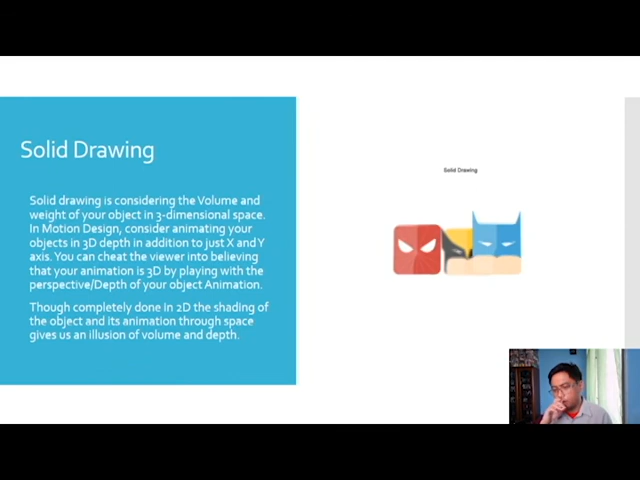 Solid Drawing
Solid drawing is considering the Volume and
weight of your object in 3-dimensional space.
In Motion Design, consider animating your
objects in 3D depth in addition to just X and Y
axis. You can cheat the viewer into believing
that your animation is 3D by playing with the
perspective/Depth of your object Animation.
Though completely done in 2D the shading of
the object and its animation through space
gives us an illusion of volume and depth.
Solid Drawing